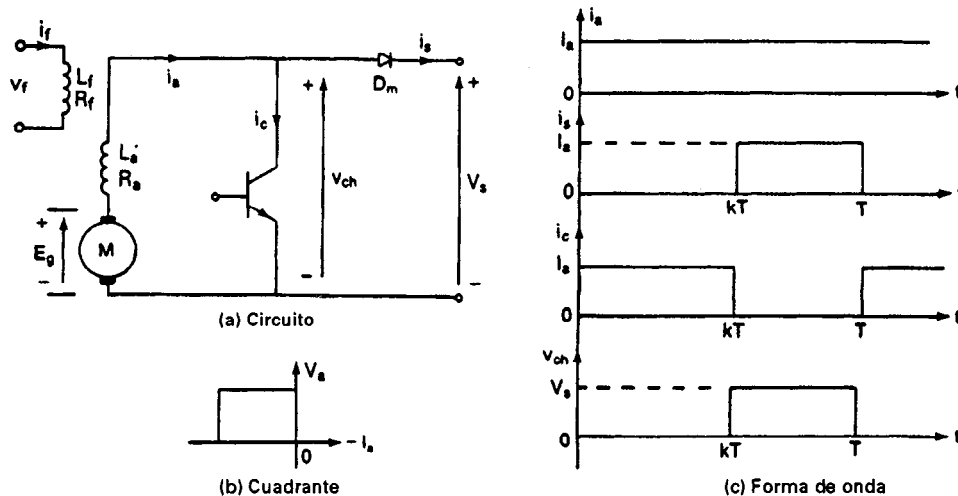 i_f
v_f
L_f
R_f
i_a
D_m
i_s
+
+
i_c
L_a
R_a
v_ch
V_s
+
E_g
M
−
−
−
(a) Circuito
V_a
0
− I_a
(b) Cuadrante
i_a
I_a
0
t
i_s
I_a
0
kT
T
i_c
I_a
0
kT
T
t
v_ch
V_s
0
kT
T
t
(c) Forma de onda